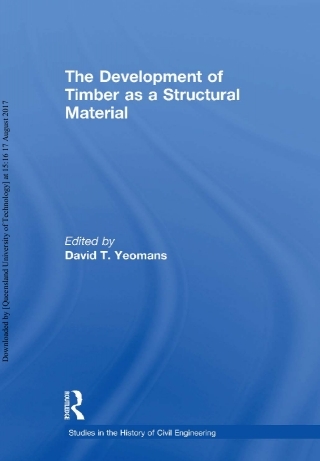 The Development of
Timber as a Structural
Material
Edited by
David T. Yeomans
Downloaded by [Queensland University of Technology] at 15:16 17 August 2017
ROUTLEDGE
Studies in the History of Civil Engineering